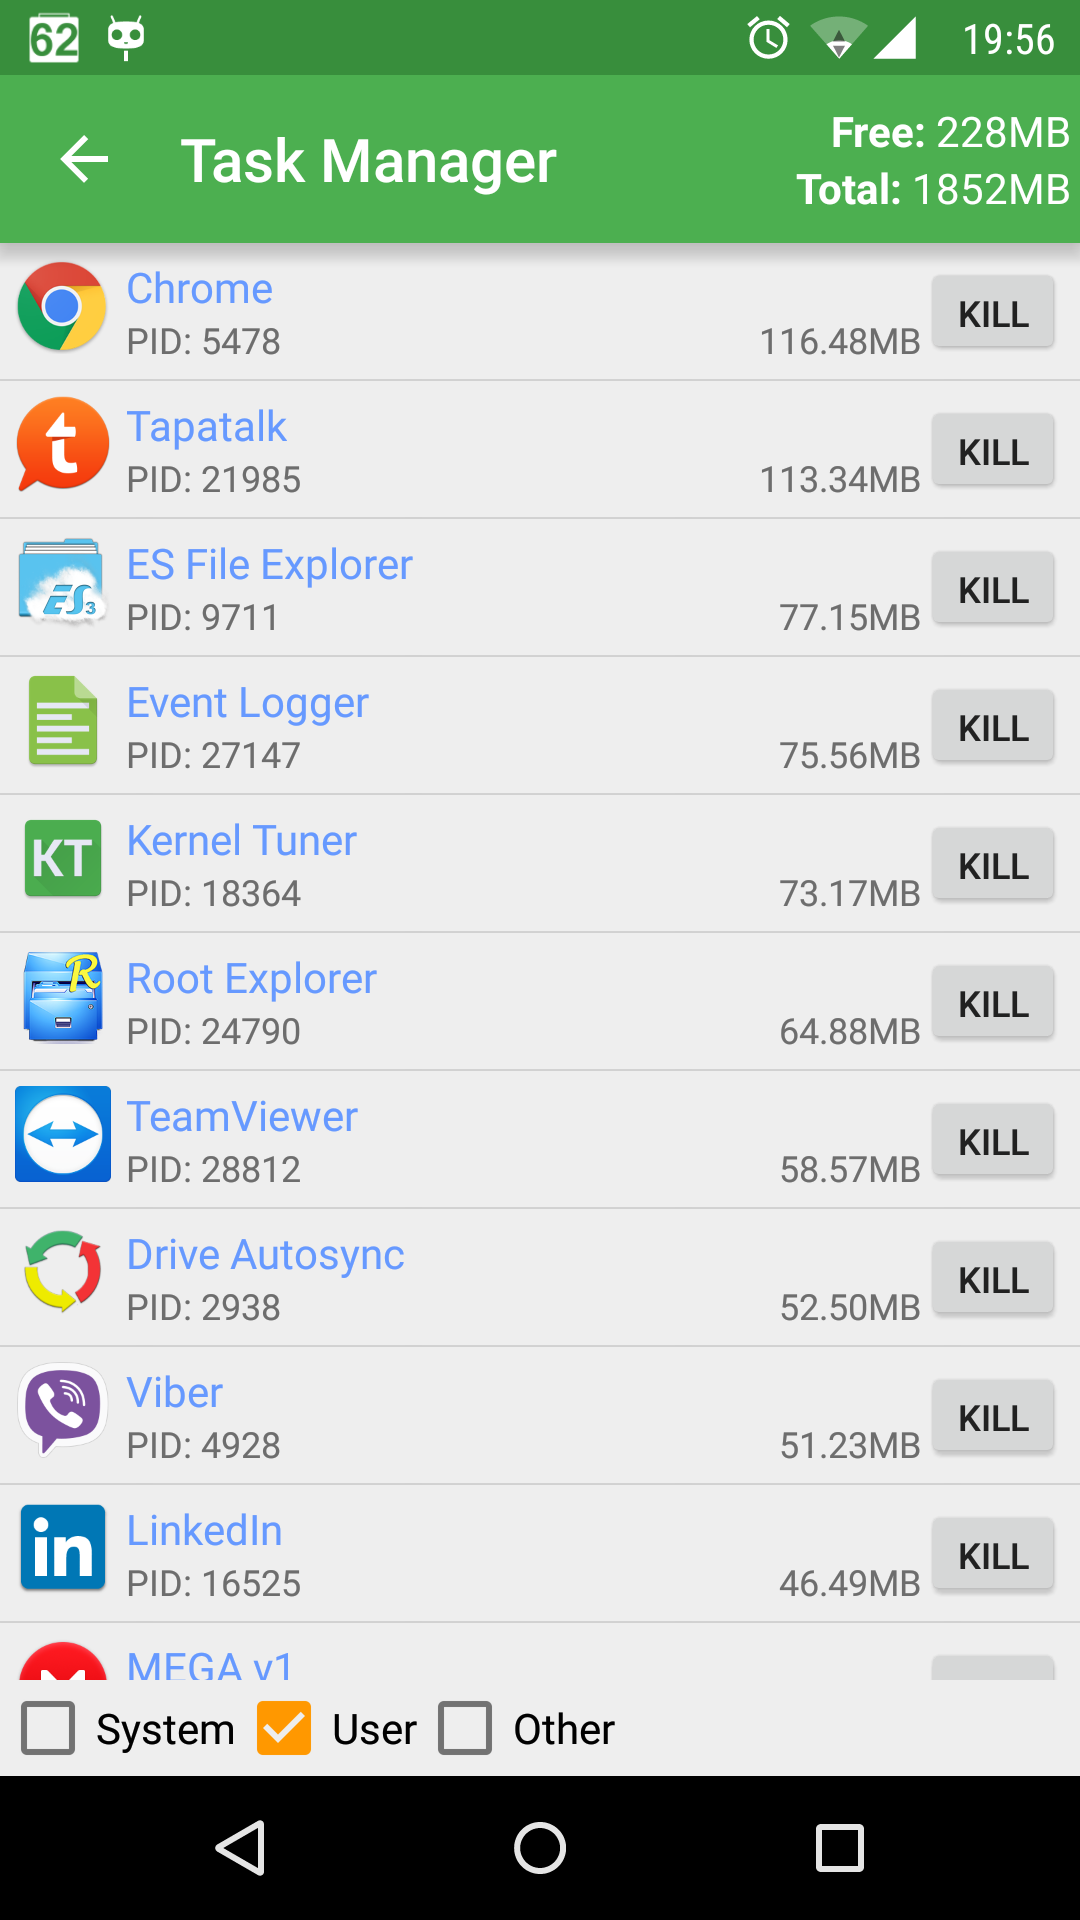 62
19:56
Task Manager
Free: 228MB
Total: 1852MB
Chrome
PID: 5478
116.48MB
KILL
t
Tapatalk
PID: 21985
113.34MB
KILL
ES3
ES File Explorer
PID: 9711
77.15MB
KILL
Event Logger
PID: 27147
75.56MB
KILL
KT
Kernel Tuner
PID: 18364
73.17MB
KILL
R
Root Explorer
PID: 24790
64.88MB
KILL
TeamViewer
PID: 28812
58.57MB
KILL
Drive Autosync
PID: 2938
52.50MB
KILL
Viber
PID: 4928
51.23MB
KILL
in
LinkedIn
PID: 16525
46.49MB
KILL
MEGA v1
System
User
Other